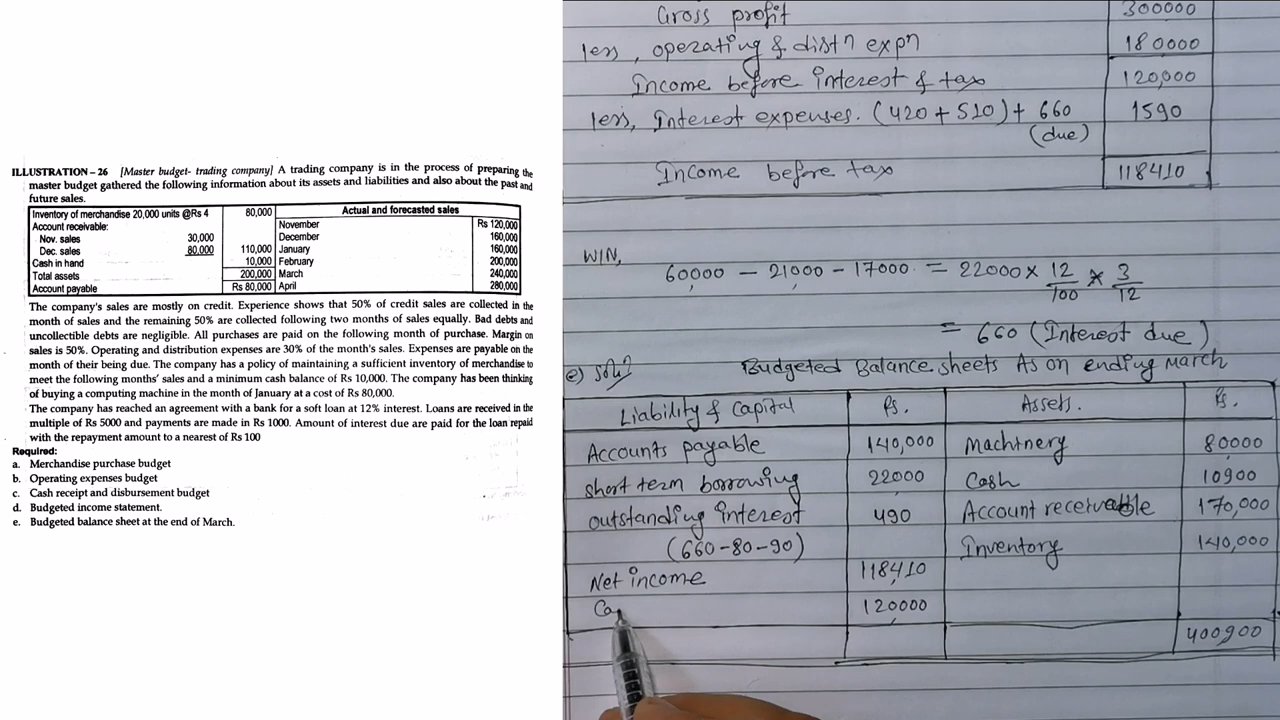 ILLUSTRATION – 26 [Master budget- trading company] A trading company is in the process of preparing the
master budget gathered the following information about its assets and liabilities and also about the past and
future sales.
Inventory of merchandise 20,000 units @Rs 4 80,000 Actual and forecasted sales
Account receivable: November Rs 120,000
Nov. sales 30,000 December 160,000
Dec. sales 80,000 110,000 January 160,000
Cash in hand 10,000 February 200,000
Total assets 200,000 March 240,000
Account payable Rs 80,000 April 280,000
The company's sales are mostly on credit. Experience shows that 50% of credit sales are collected in the
month of sales and the remaining 50% are collected following two months of sales equally. Bad debts and
uncollectible debts are negligible. All purchases are paid on the following month of purchase. Margin on
sales is 50%. Operating and distribution expenses are 30% of the month's sales. Expenses are payable on the
month of their being due. The company has a policy of maintaining a sufficient inventory of merchandise to
meet the following months' sales and a minimum cash balance of Rs 10,000. The company has been thinking
of buying a computing machine in the month of January at a cost of Rs 80,000.
The company has reached an agreement with a bank for a soft loan at 12% interest. Loans are received in the
multiple of Rs 5000 and payments are made in Rs 1000. Amount of interest due are paid for the loan repaid
with the repayment amount to a nearest of Rs 100
Required:
a. Merchandise purchase budget
b. Operating expenses budget
c. Cash receipt and disbursement budget
d. Budgeted income statement.
e. Budgeted balance sheet at the end of March.
Gross profit 300000
less, operating & distn expn 180000
Income before interest & tax 120,000
less, Interest expenses. (420 + 510) + 660 1590
(due)
Income before tax 118410
W/N,
60000 – 21000 – 17000 = 22000 × 12/100 × 3/12
= 660 (Interest due)
e) Soln Budgeted Balance sheets As on ending March
Liability & Capital Rs. Assets. Rs.
Accounts payable 140,000 Machinery 80000
short term borrowing 22000 Cash 10900
outstanding interest 490 Account receivable 170,000
(660-80-90) Inventory 140,000
Net income 118410
Ca 120000
400900